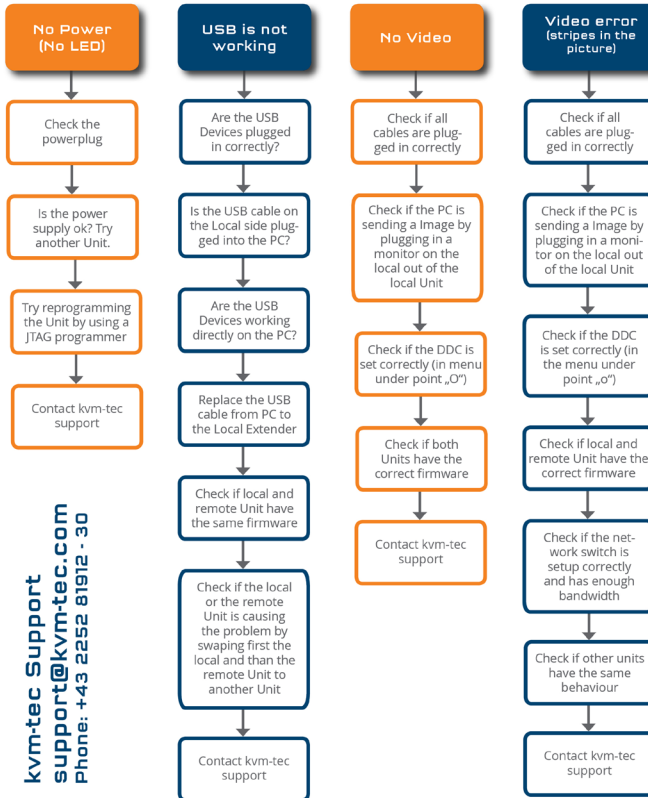 No Power
(No LED)
Check the
powerplug
Is the power
supply ok? Try
another Unit.
Try reprogramming
the Unit by using a
JTAG programmer
Contact kvm-tec
support
USB is not
working
Are the USB
Devices plugged
in correctly?
Is the USB cable on
the Local side plug-
ged into the PC?
Are the USB
Devices working
directly on the PC?
Replace the USB
cable from PC to
the Local Extender
Check if local and
remote Unit have
the same firmware
Check if the local
or the remote
Unit is causing
the problem by
swaping first the
local and than the
remote Unit to
another Unit
Contact kvm-tec
support
No Video
Check if all
cables are plug-
ged in correctly
Check if the PC is
sending a Image by
plugging in a
monitor on the
local out of the
local Unit
Check if the DDC is
set correctly (in menu
under point „O“)
Check if both
Units have the
correct firmware
Contact kvm-tec
support
Video error
(stripes in the
picture)
Check if all
cables are plug-
ged in correctly
Check if the PC is
sending a Image by
plugging in a moni-
tor on the local out
of the local Unit
Check if the DDC
is set correctly (in
the menu under
point „o“)
Check if local and
remote Unit have the
correct firmware
Check if the net-
work switch is
setup correctly
and has enough
bandwidth
Check if other units
have the same
behaviour
Contact kvm-tec
support
kvm-tec Support
support@kvm-tec.com
Phone: +43 2252 81912 - 30